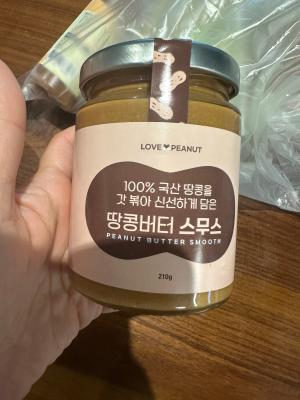 LOVE♥PEANUT
100% 국산 땅콩을
갓 볶아 신선하게 담은
땅콩버터 스무스
PEANUT BUTTER SMOOTH
210g